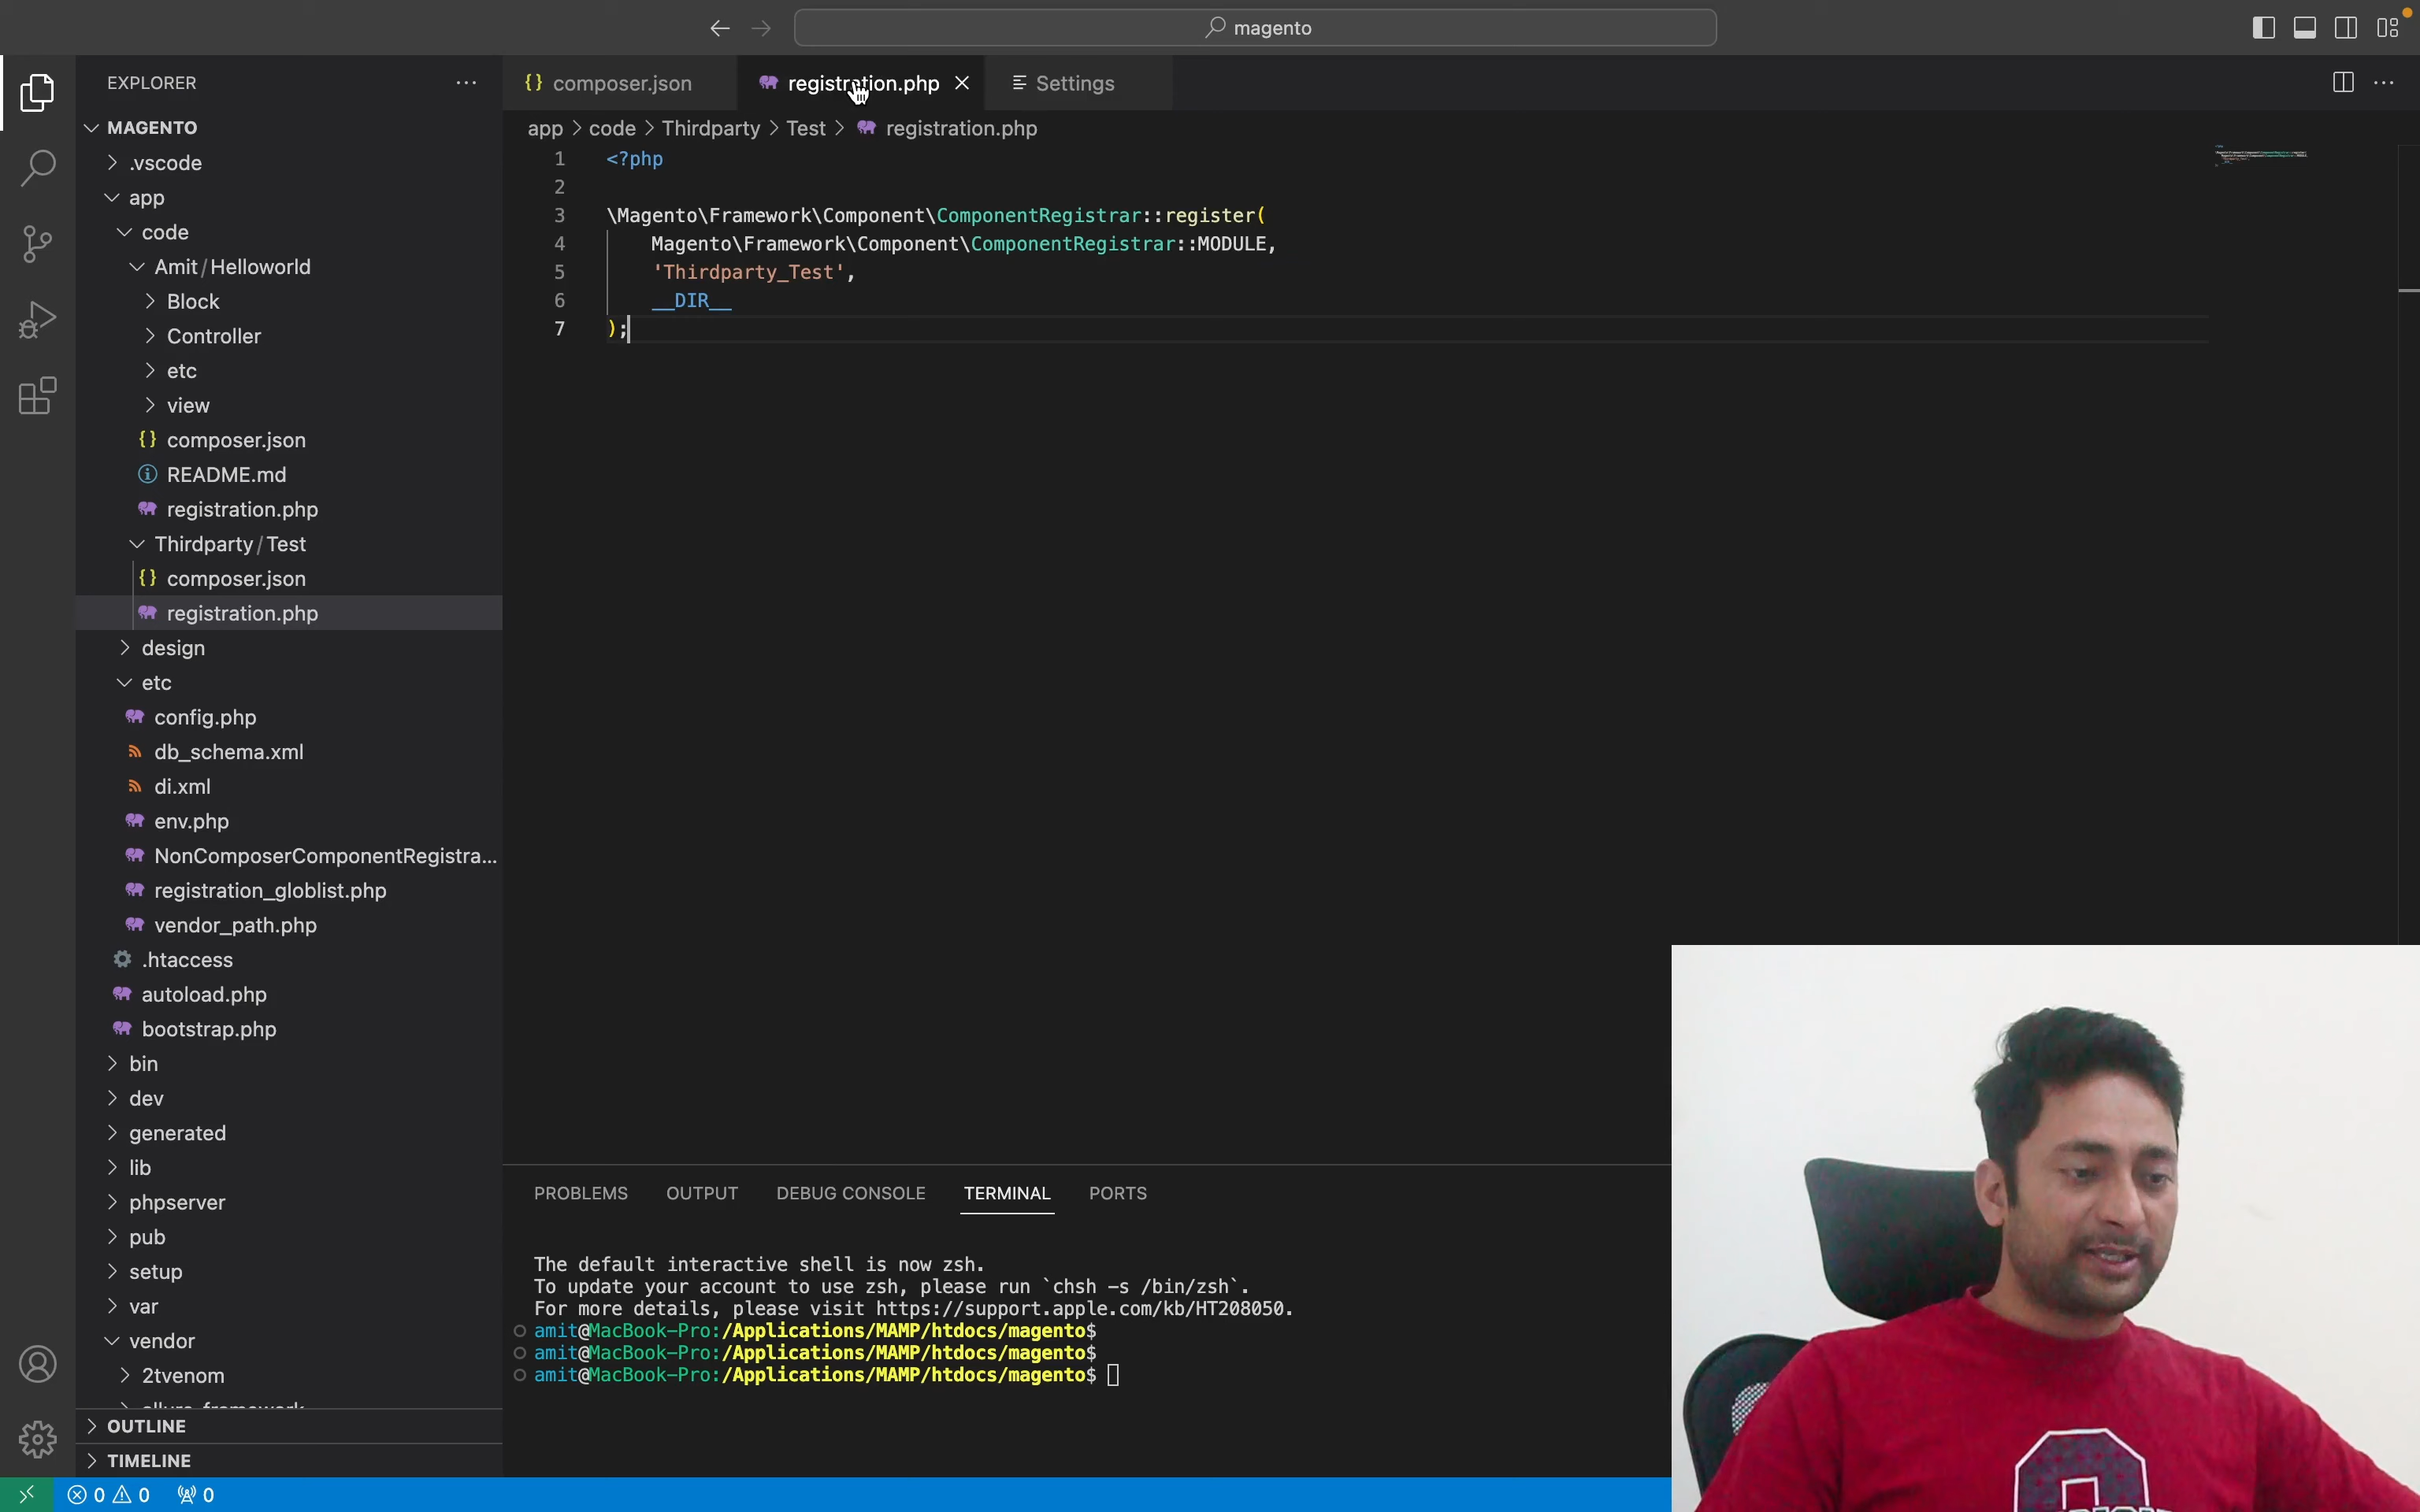 magento
EXPLORER
MAGENTO
.vscode
app
code
Amit / Helloworld
Block
Controller
etc
view
{} composer.json
README.md
registration.php
Thirdparty / Test
{} composer.json
registration.php
design
etc
config.php
db_schema.xml
di.xml
env.php
NonComposerComponentRegistra...
registration_globlist.php
vendor_path.php
.htaccess
autoload.php
bootstrap.php
bin
dev
generated
lib
phpserver
pub
setup
var
vendor
2tvenom
OUTLINE
TIMELINE
{} composer.json
registration.php
Settings
app > code > Thirdparty > Test > registration.php
1 <?php
2
3 \Magento\Framework\Component\ComponentRegistrar::register(
4 Magento\Framework\Component\ComponentRegistrar::MODULE,
5 'Thirdparty_Test',
6 __DIR__
7 );
PROBLEMS OUTPUT DEBUG CONSOLE TERMINAL PORTS
The default interactive shell is now zsh.
To update your account to use zsh, please run `chsh -s /bin/zsh`.
For more details, please visit https://support.apple.com/kb/HT208050.
amit@MacBook-Pro:/Applications/MAMP/htdocs/magento$
amit@MacBook-Pro:/Applications/MAMP/htdocs/magento$
amit@MacBook-Pro:/Applications/MAMP/htdocs/magento$
0 0 0